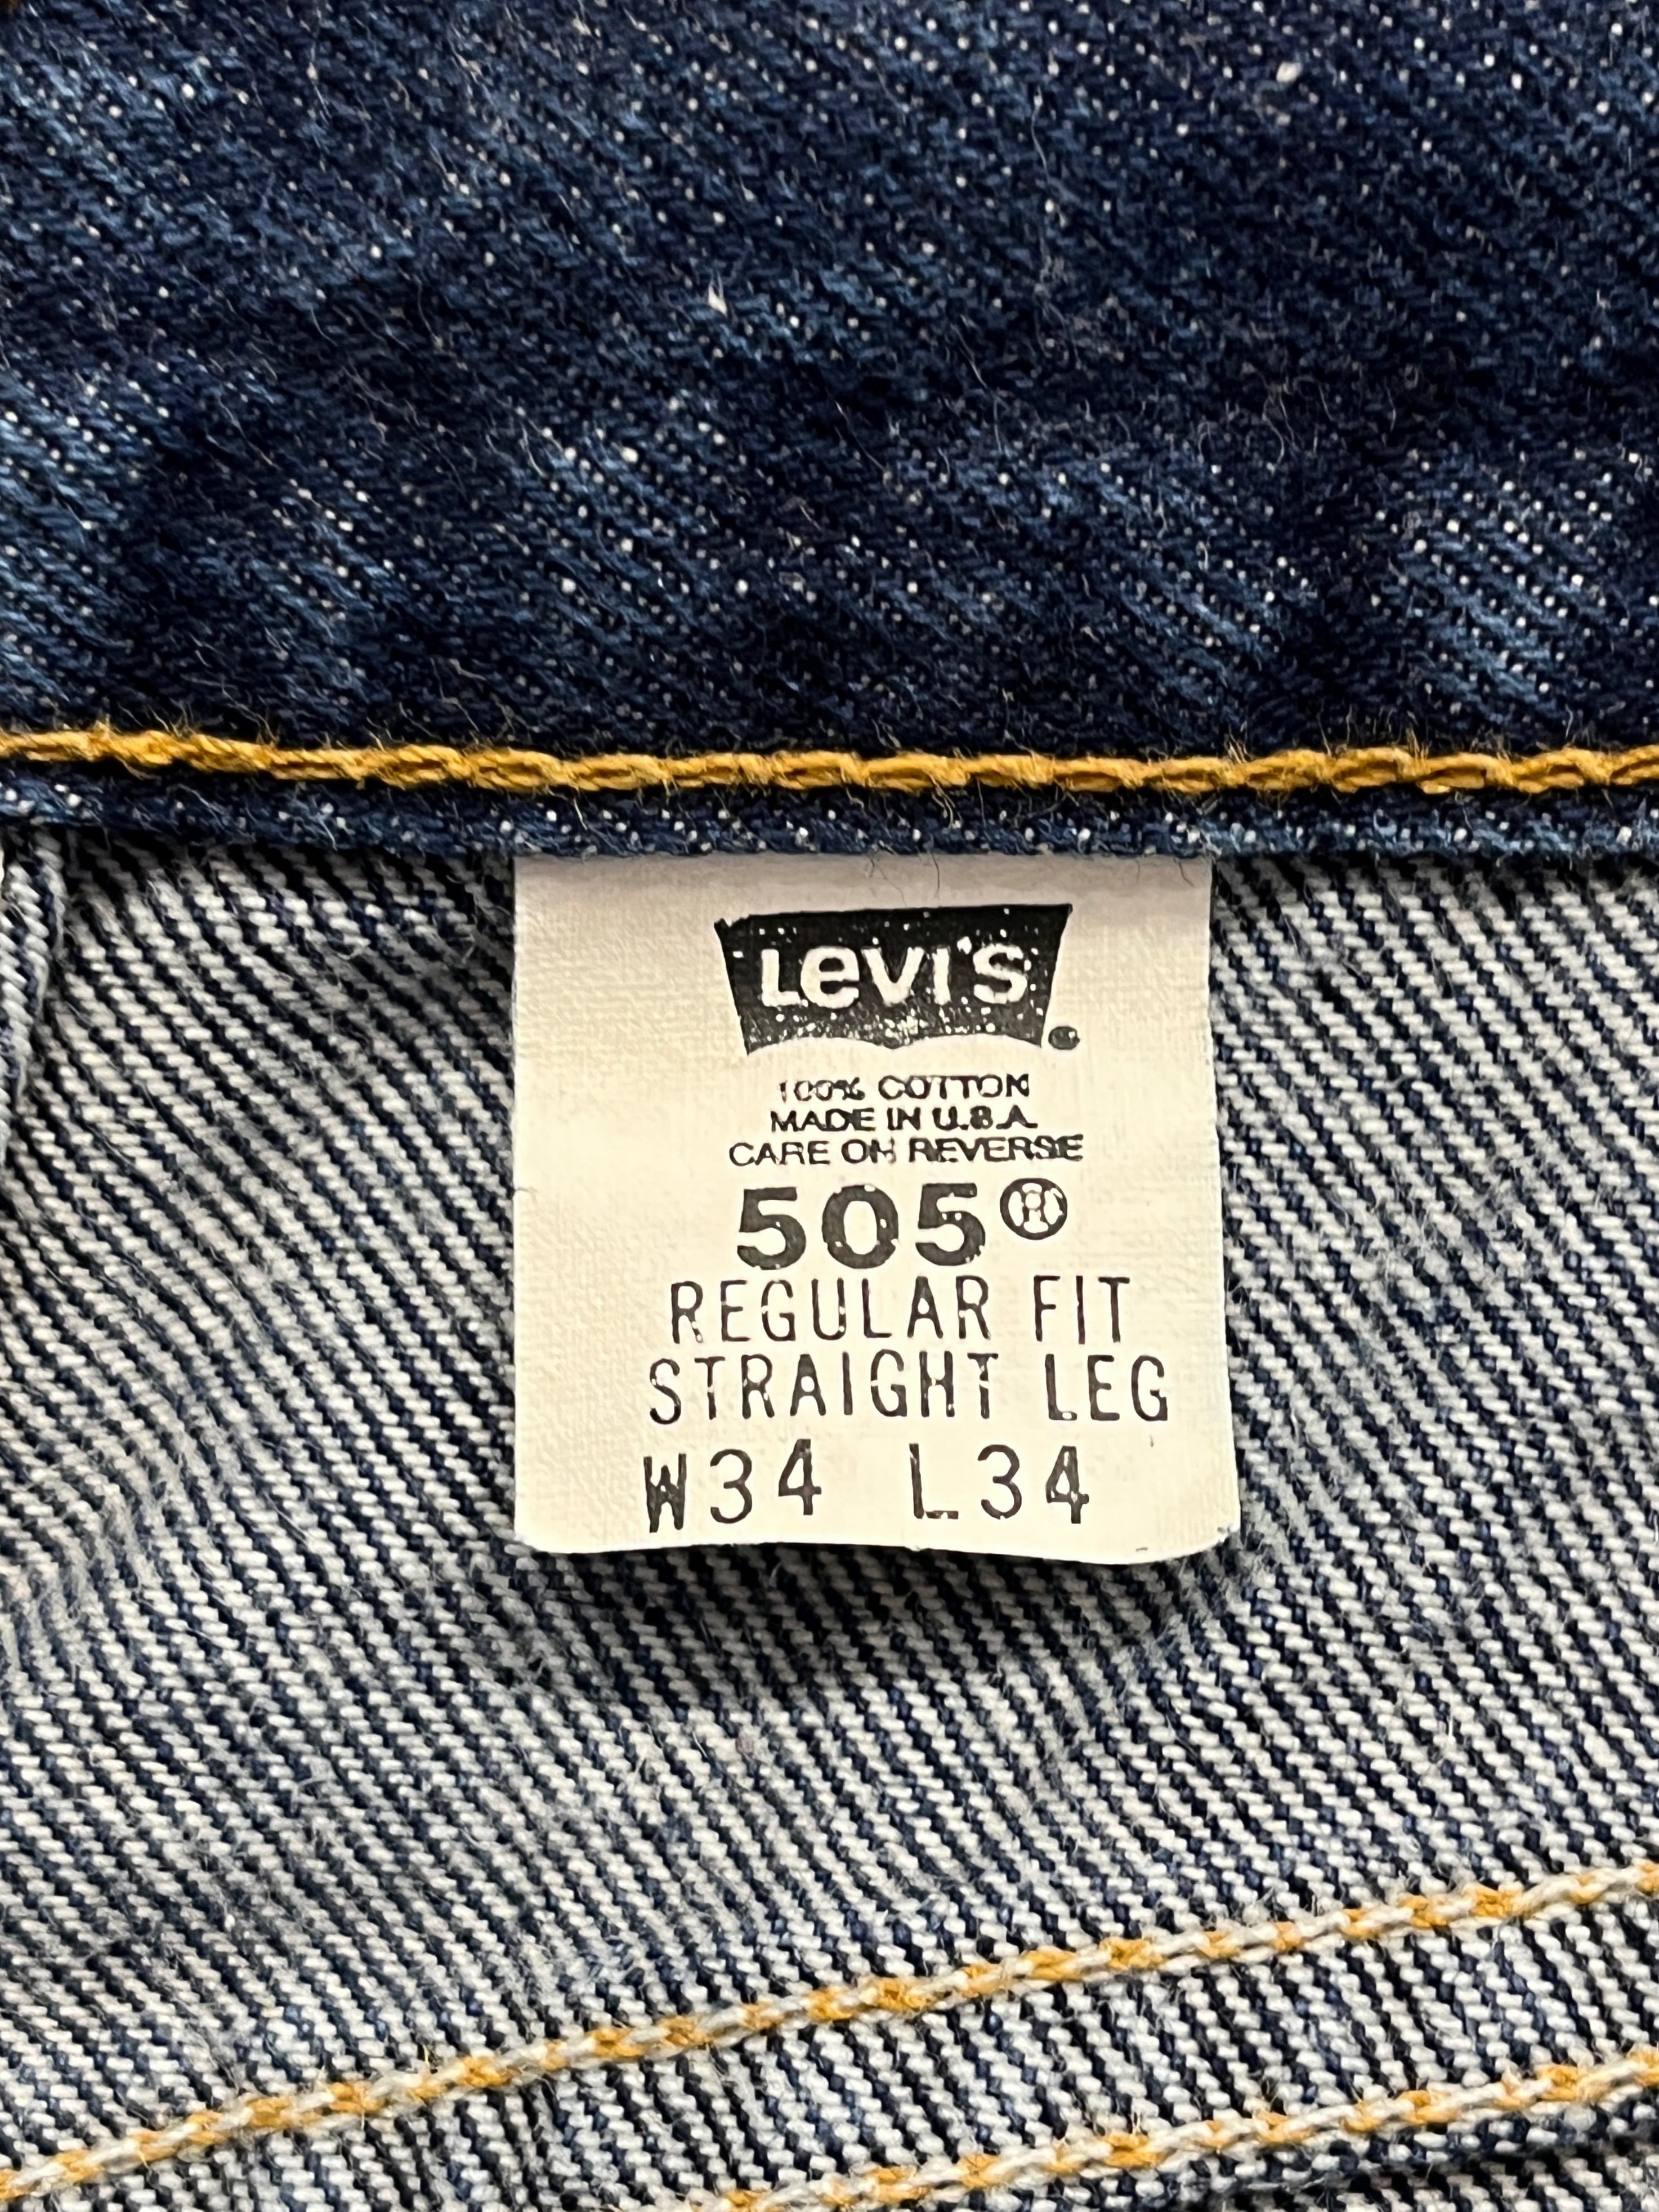 Levi's
100% COTTON
MADE IN U.S.A.
CARE ON REVERSE
505®
REGULAR FIT
STRAIGHT LEG
W34 L34